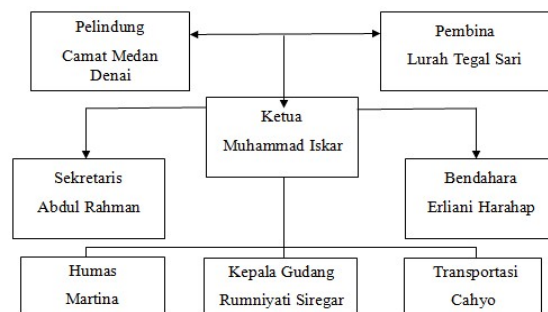 Pelindung
Camat Medan
Denai
Pembina
Lurah Tegal Sari
Ketua
Muhammad Iskar
Sekretaris
Abdul Rahman
Bendahara
Erliani Harahap
Humas
Martina
Kepala Gudang
Rumniyati Siregar
Transportasi
Cahyo